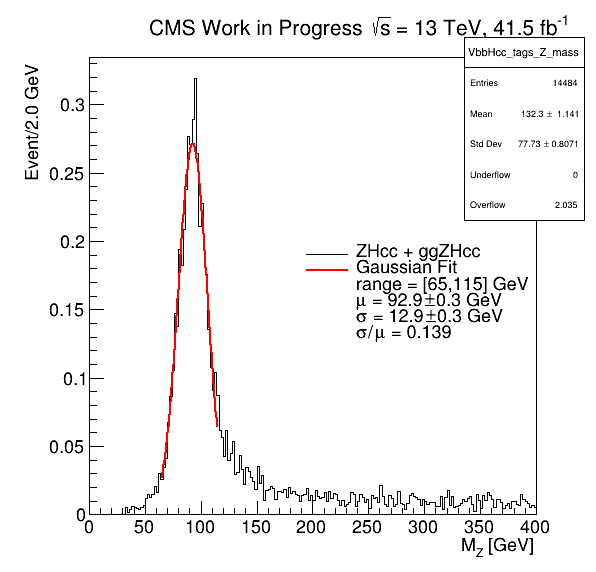 CMS Work in Progress √s = 13 TeV, 41.5 fb-1
VbbHcc_tags_Z_mass
Entries 14484
Mean 132.3 ± 1.141
Std Dev 77.73 ± 0.8071
Underflow 0
Overflow 2.035
Event/2.0 GeV
0.3
0.25
0.2
0.15
0.1
0.05
0
ZHcc + ggZHcc
Gaussian Fit
range = [65,115] GeV
μ = 92.9±0.3 GeV
σ = 12.9±0.3 GeV
σ/μ = 0.139
0 50 100 150 200 250 300 350 400
MZ [GeV]